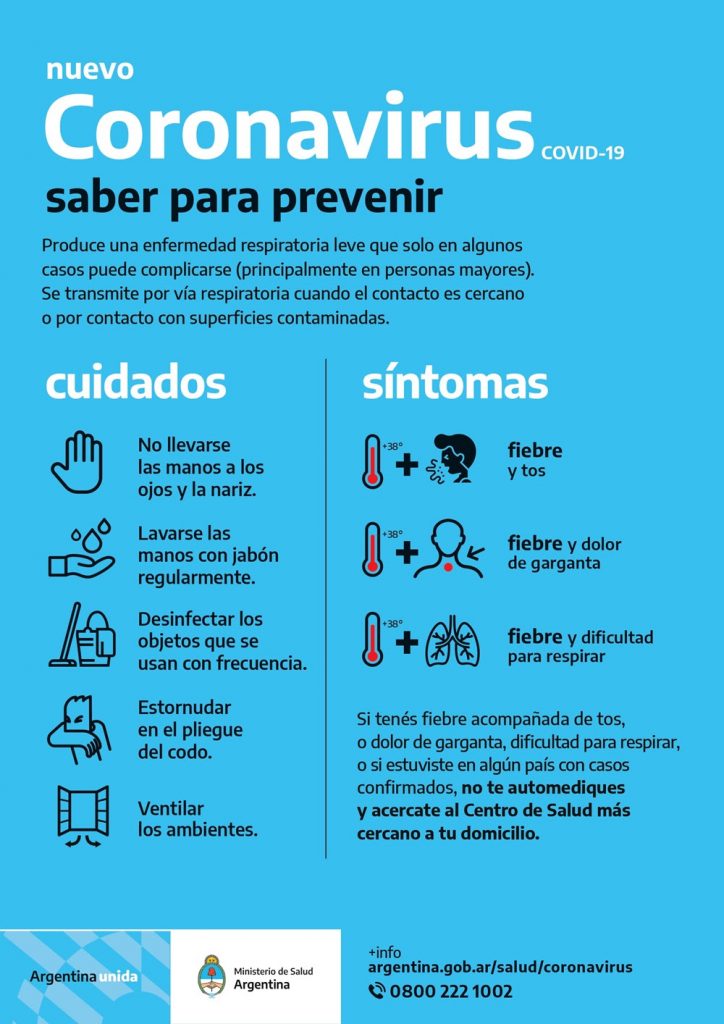 nuevo
Coronavirus COVID-19
saber para prevenir
Produce una enfermedad respiratoria leve que solo en algunos
casos puede complicarse (principalmente en personas mayores).
Se transmite por vía respiratoria cuando el contacto es cercano
o por contacto con superficies contaminadas.
cuidados
No llevarse
las manos a los
ojos y la nariz.
Lavarse las
manos con jabón
regularmente.
Desinfectar los
objetos que se
usan con frecuencia.
Estornudar
en el pliegue
del codo.
Ventilar
los ambientes.
síntomas
+38°
+
fiebre
y tos
+38°
+
fiebre y dolor
de garganta
+38°
+
fiebre y dificultad
para respirar
Si tenés fiebre acompañada de tos,
o dolor de garganta, dificultad para respirar,
o si estuviste en algún país con casos
confirmados, no te automediques
y acercate al Centro de Salud más
cercano a tu domicilio.
Argentina unida
Ministerio de Salud
Argentina
+info
argentina.gob.ar/salud/coronavirus
0800 222 1002